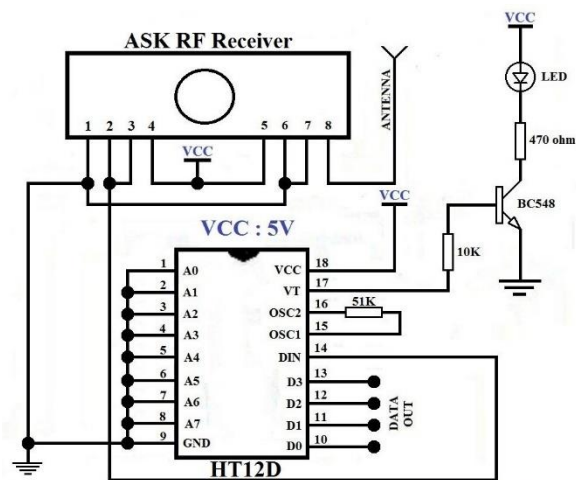 ASK RF Receiver
1 2 3 4 5 6 7 8
VCC
ANTENNA
VCC
LED
470 ohm
BC548
10K
VCC
VCC : 5V
1 A0
2 A1
3 A2
4 A3
5 A4
6 A5
7 A6
8 A7
9 GND
VCC 18
VT 17
OSC2 16
51K
OSC1 15
DIN 14
D3 13
D2 12
D1 11
D0 10
DATA
OUT
HT12D